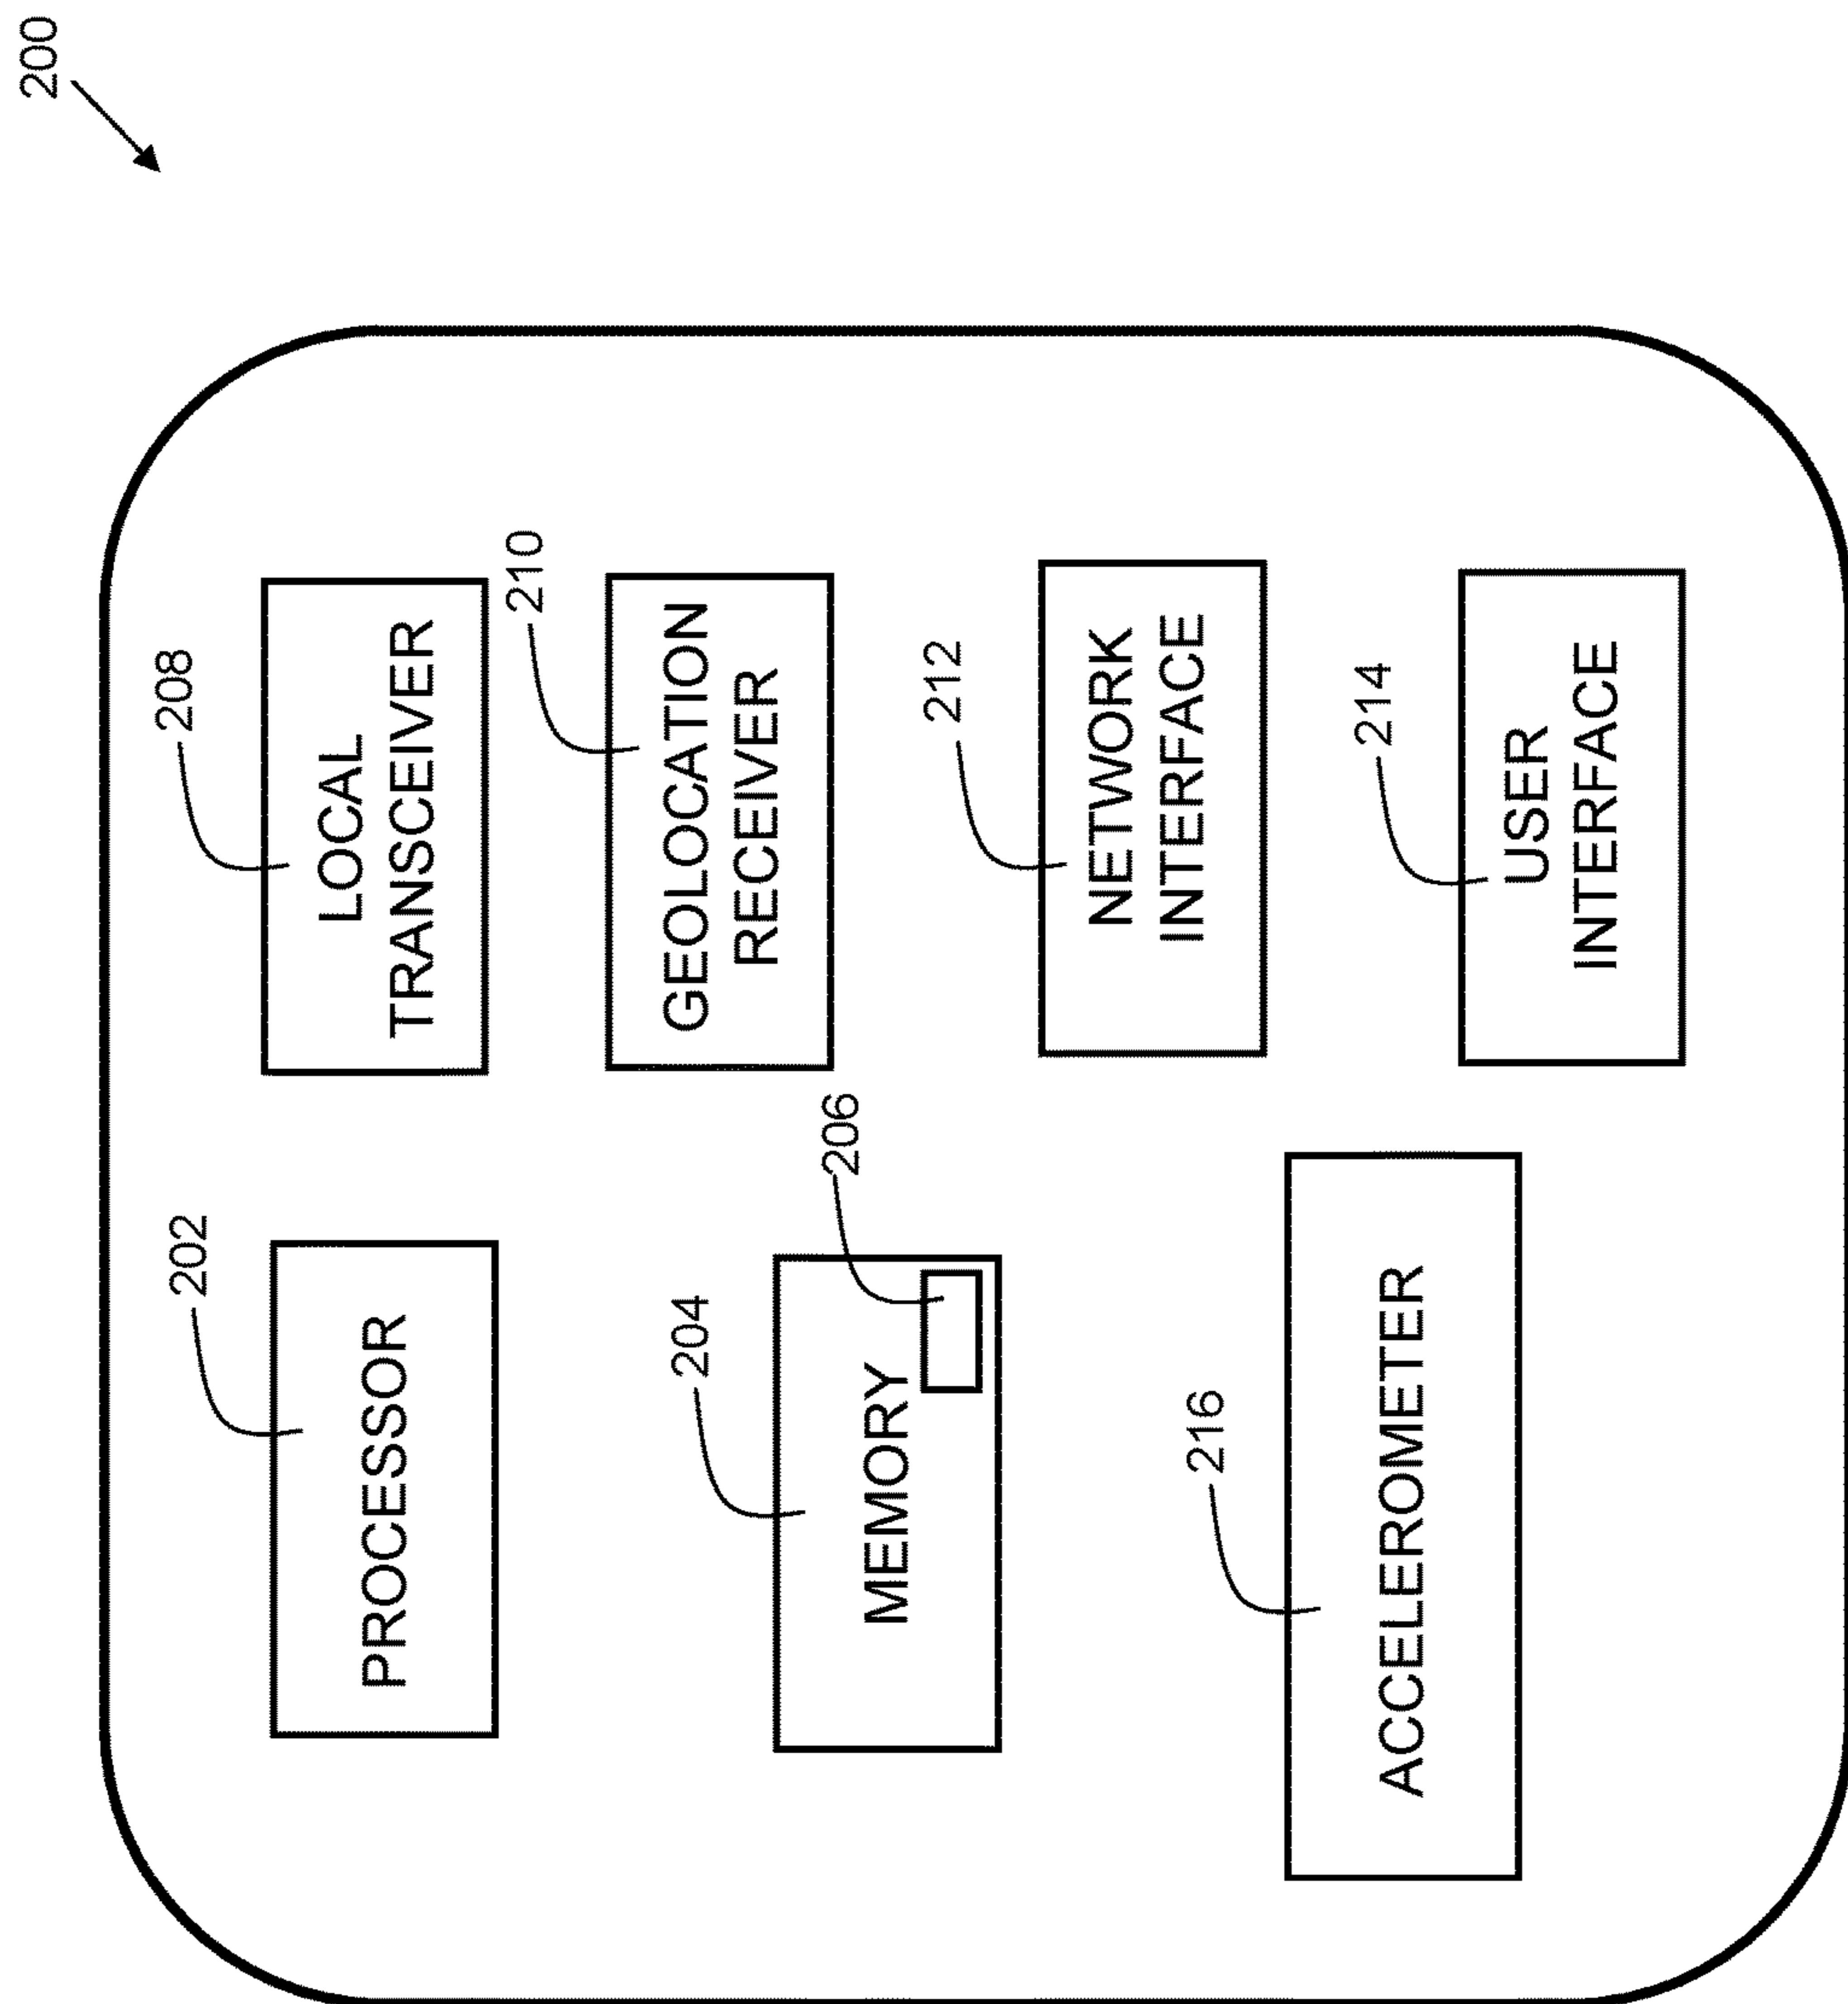 200
202
PROCESSOR
204
MEMORY
206
216
ACCELEROMETER
208
LOCAL
TRANSCEIVER
210
GEOLOCATION
RECEIVER
212
NETWORK
INTERFACE
214
USER
INTERFACE